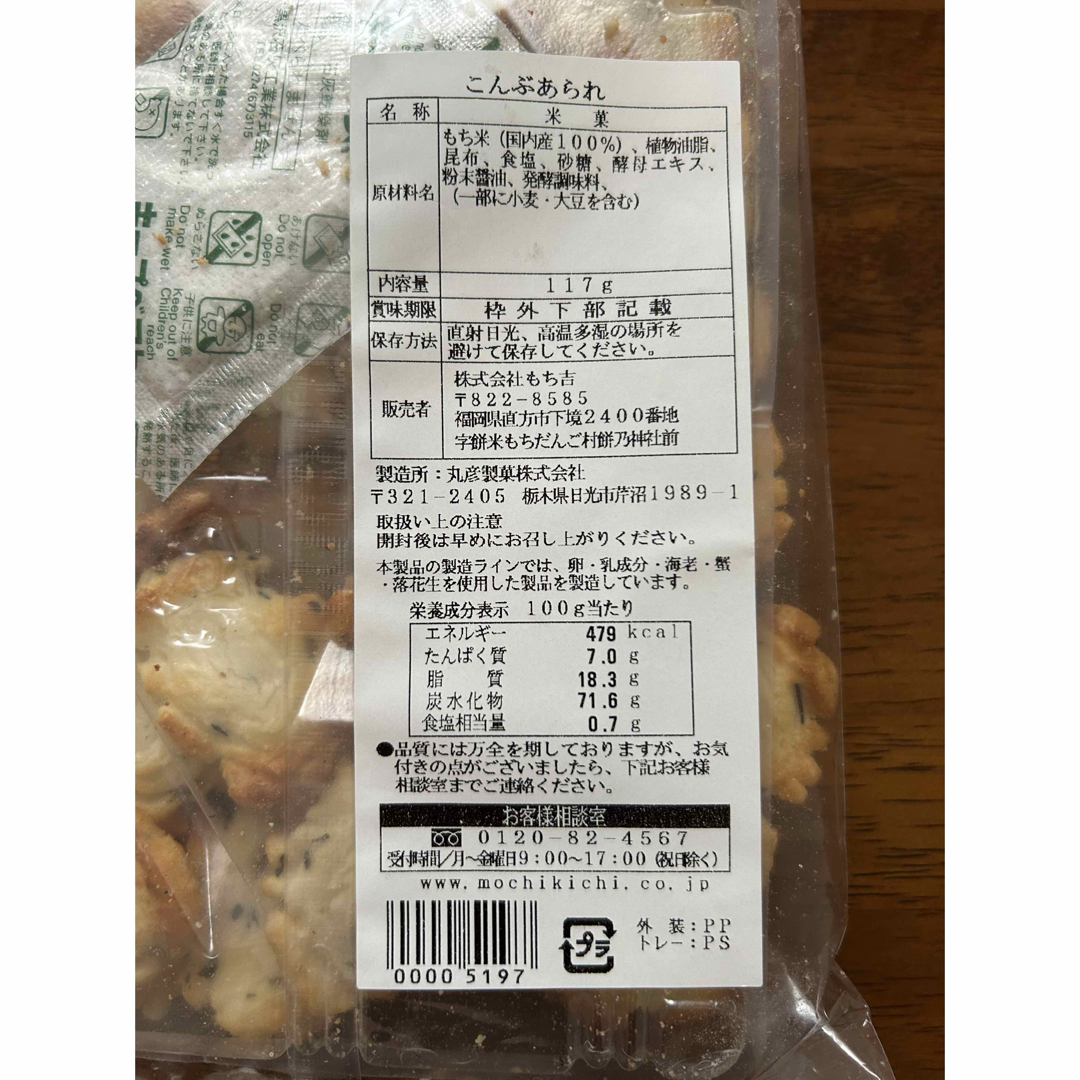 こんぶあられ
名称 米菓
原材料名 もち米（国内産100％）、植物油脂、
昆布、食塩、砂糖、酵母エキス、
粉末醤油、発酵調味料、
（一部に小麦・大豆を含む）
内容量 117g
賞味期限 枠外下部記載
保存方法 直射日光、高温多湿の場所を
避けて保存してください。
販売者 株式会社もち吉
〒822-8585
福岡県直方市下境2400番地
字餅米もちだんご村餅乃神社前
製造所：丸彦製菓株式会社
〒321-2405 栃木県日光市芹沼1989-1
取扱い上の注意
開封後は早めにお召し上がりください。
本製品の製造ラインでは、卵・乳成分・海老・蟹
・落花生を使用した製品を製造しています。
栄養成分表示 100g当たり
エネルギー 479 kcal
たんぱく質 7.0 g
脂質 18.3 g
炭水化物 71.6 g
食塩相当量 0.7 g
●品質には万全を期しておりますが、お気
付きの点がございましたら、下記お客様
相談室までご連絡ください。
お客様相談室
0120-82-4567
受付時間／月～金曜日9:00～17:00（祝日除く）
www.mochikichi.co.jp
0000 5197
プラ
外装：PP
トレー：PS
あけない
Do not
open
ぬらさない
Do not
make wet
Do not
eat
子供に注意
Keep out of
Children's
reach